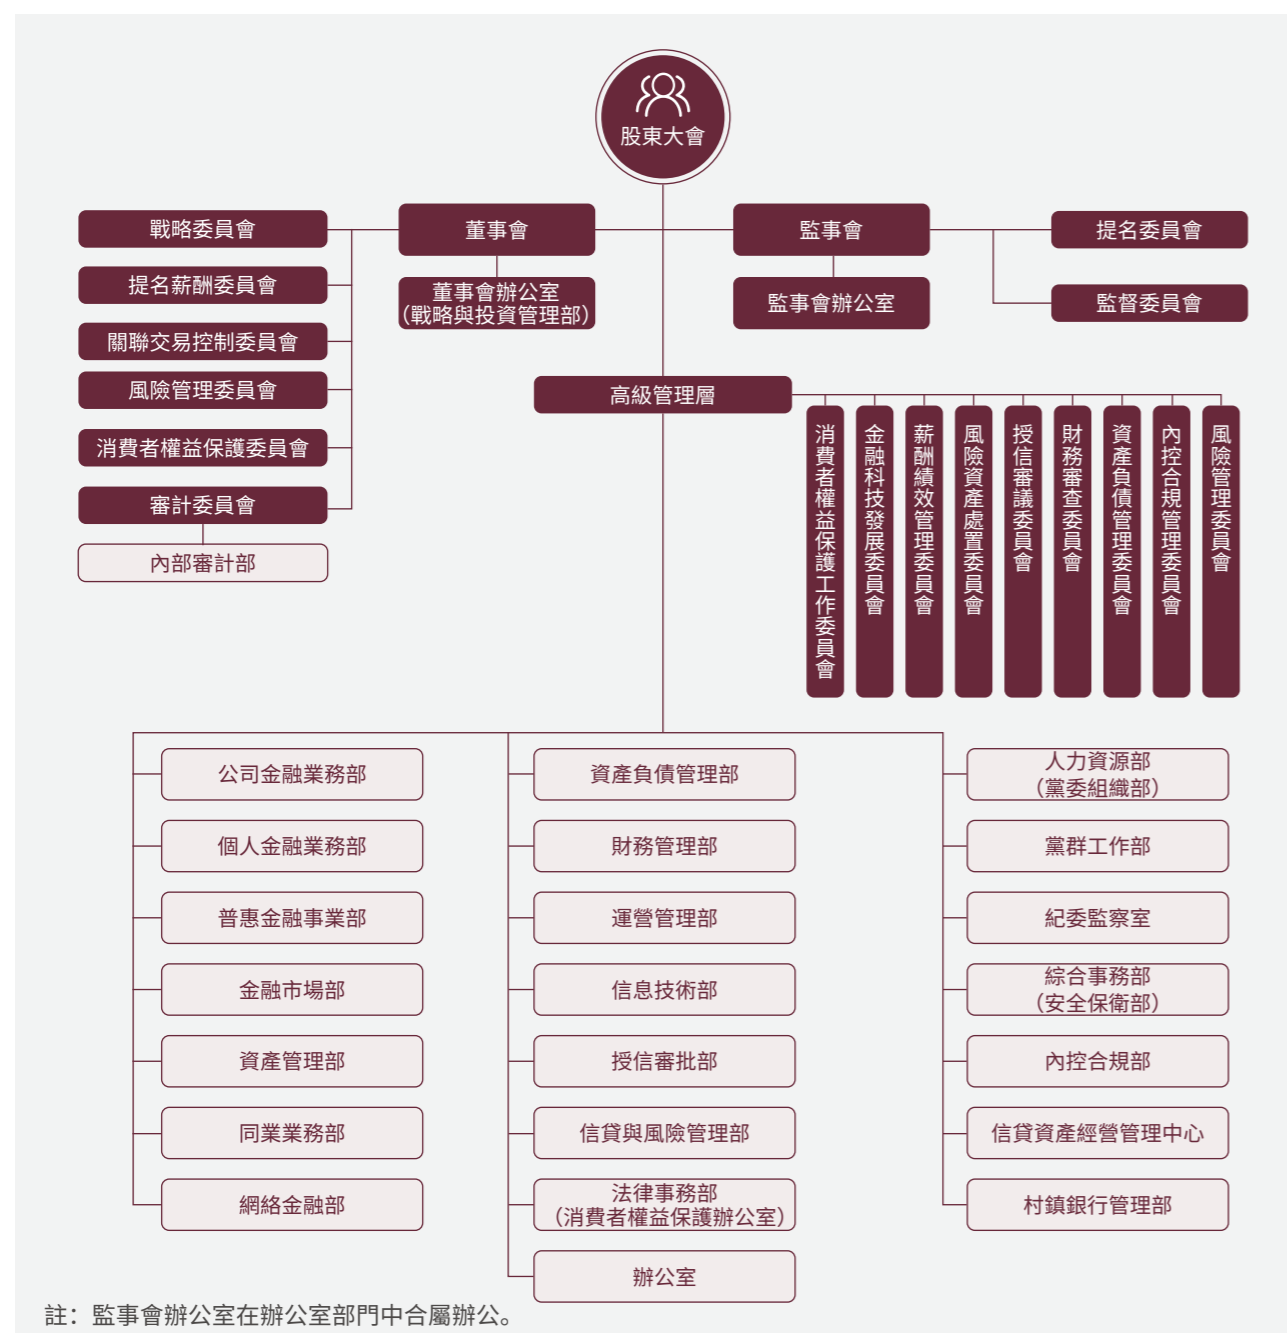 股東大會
董事會
董事會辦公室
（戰略與投資管理部）
戰略委員會
提名薪酬委員會
關聯交易控制委員會
風險管理委員會
消費者權益保護委員會
審計委員會
內部審計部
監事會
監事會辦公室
提名委員會
監督委員會
高級管理層
消費者權益保護工作委員會
金融科技發展委員會
薪酬績效管理委員會
風險資產處置委員會
授信審議委員會
財務審查委員會
資產負債管理委員會
內控合規管理委員會
風險管理委員會
公司金融業務部
個人金融業務部
普惠金融事業部
金融市場部
資產管理部
同業業務部
網絡金融部
資產負債管理部
財務管理部
運營管理部
信息技術部
授信審批部
信貸與風險管理部
法律事務部
（消費者權益保護辦公室）
辦公室
人力資源部
（黨委組織部）
黨群工作部
紀委監察室
綜合事務部
（安全保衛部）
內控合規部
信貸資產經營管理中心
村鎮銀行管理部
註：監事會辦公室在辦公室部門中合屬辦公。